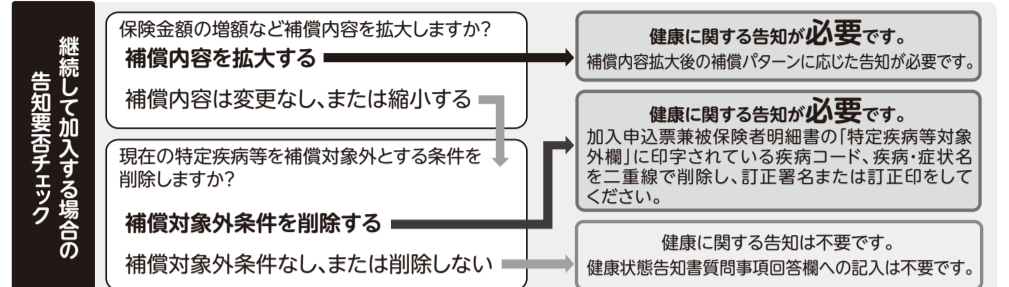 継続して加入する場合の
告知要否チェック
保険金額の増額など補償内容を拡大しますか?
補償内容を拡大する
補償内容は変更なし、または縮小する
健康に関する告知が必要です。
補償内容拡大後の補償パターンに応じた告知が必要です。
現在の特定疾病等を補償対象外とする条件を
削除しますか?
補償対象外条件を削除する
補償対象外条件なし、または削除しない
健康に関する告知が必要です。
加入申込票兼被保険者明細書の「特定疾病等対象
外欄」に印字されている疾病コード、疾病・症状名
を二重線で削除し、訂正署名または訂正印をして
ください。
健康に関する告知は不要です。
健康状態告知書質問事項回答欄への記入は不要です。